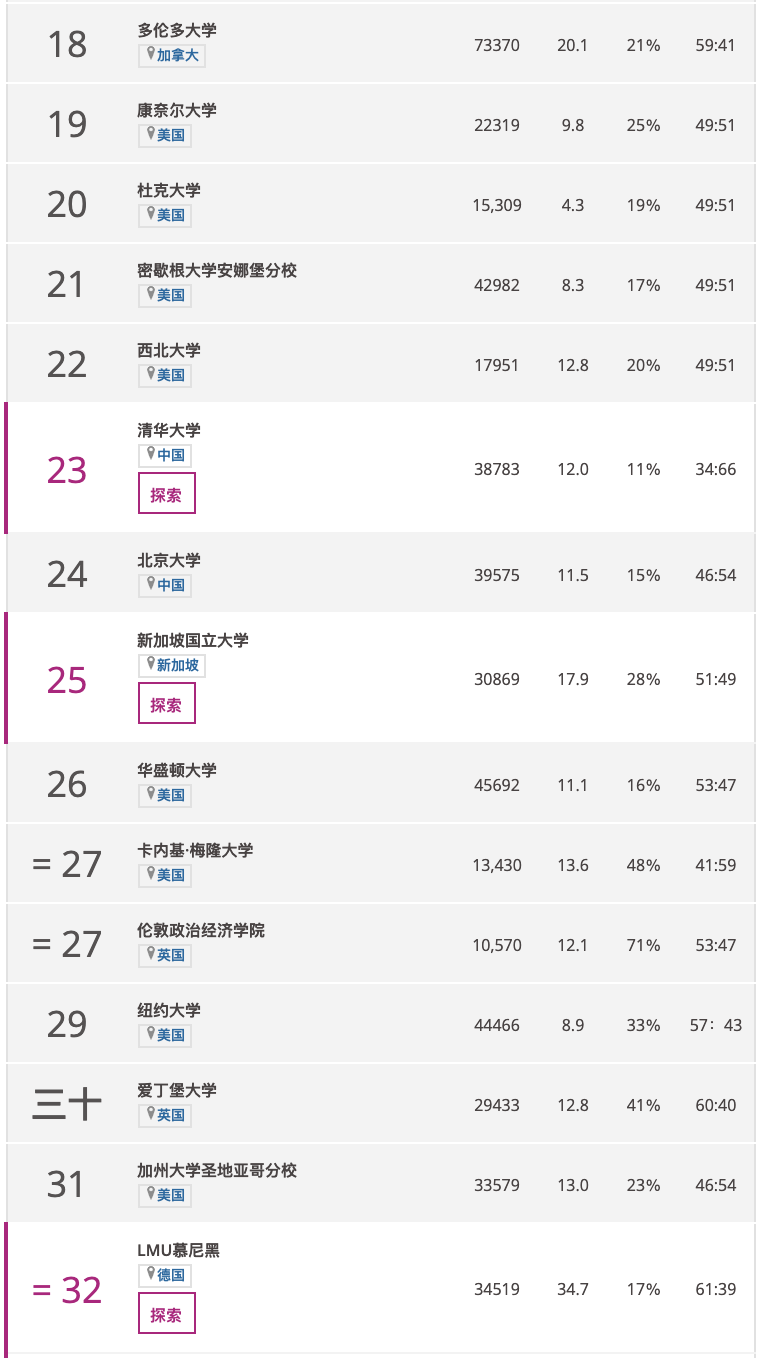 18
多伦多大学
加拿大
73370 20.1 21% 59:41
19
康奈尔大学
美国
22319 9.8 25% 49:51
20
杜克大学
美国
15,309 4.3 19% 49:51
21
密歇根大学安娜堡分校
美国
42982 8.3 17% 49:51
22
西北大学
美国
17951 12.8 20% 49:51
23
清华大学
中国
探索
38783 12.0 11% 34:66
24
北京大学
中国
39575 11.5 15% 46:54
25
新加坡国立大学
新加坡
探索
30869 17.9 28% 51:49
26
华盛顿大学
美国
45692 11.1 16% 53:47
= 27
卡内基·梅隆大学
美国
13,430 13.6 48% 41:59
= 27
伦敦政治经济学院
英国
10,570 12.1 71% 53:47
29
纽约大学
美国
44466 8.9 33% 57：43
三十
爱丁堡大学
英国
29433 12.8 41% 60:40
31
加州大学圣地亚哥分校
美国
33579 13.0 23% 46:54
= 32
LMU慕尼黑
德国
探索
34519 34.7 17% 61:39